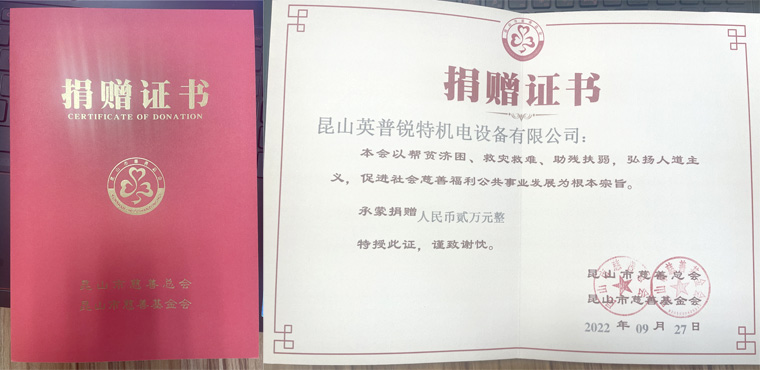 捐赠证书
CERTIFICATE OF DONATION
昆山市慈善总会
昆山市慈善基金会
捐赠证书
昆山英普锐特机电设备有限公司：
本会以帮贫济困、救灾救难、助残扶弱，弘扬人道主
义，促进社会慈善福利公共事业发展为根本宗旨。
承蒙捐赠人民币贰万元整
特授此证，谨致谢忱。
昆山市慈善总会
昆山市慈善基金会
2022 年 09 月 27 日